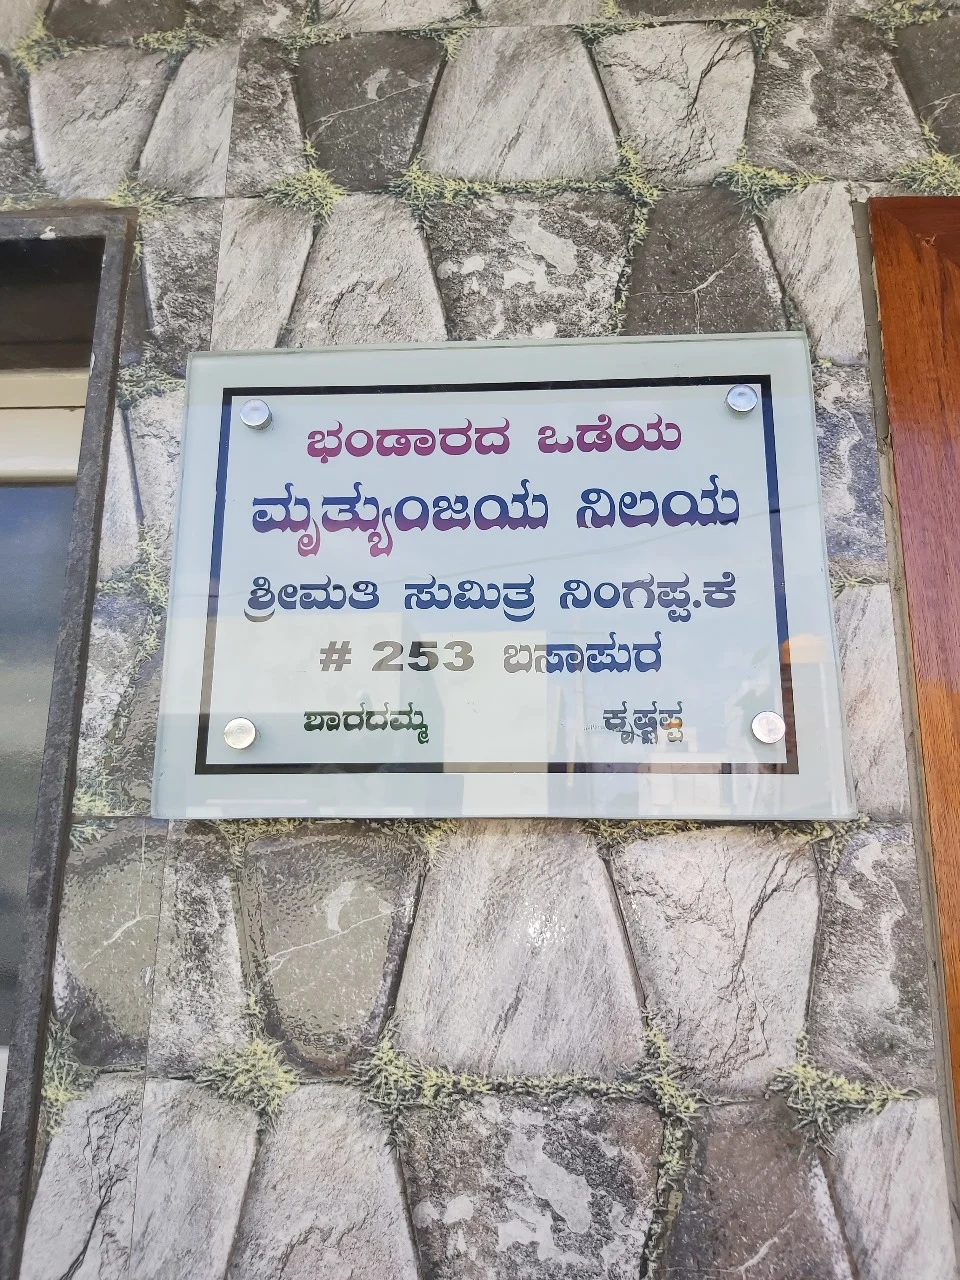 ಭಂಡಾರದ ಒಡೆಯ
ಮೃತ್ಯುಂಜಯ ನಿಲಯ
ಶ್ರೀಮತಿ ಸುಮಿತ್ರ ನಿಂಗಪ್ಪ.ಕೆ
# 253 ಬಸಾಪುರ
ಶಾರದಮ್ಮ ಕೃಷ್ಣಪ್ಪ